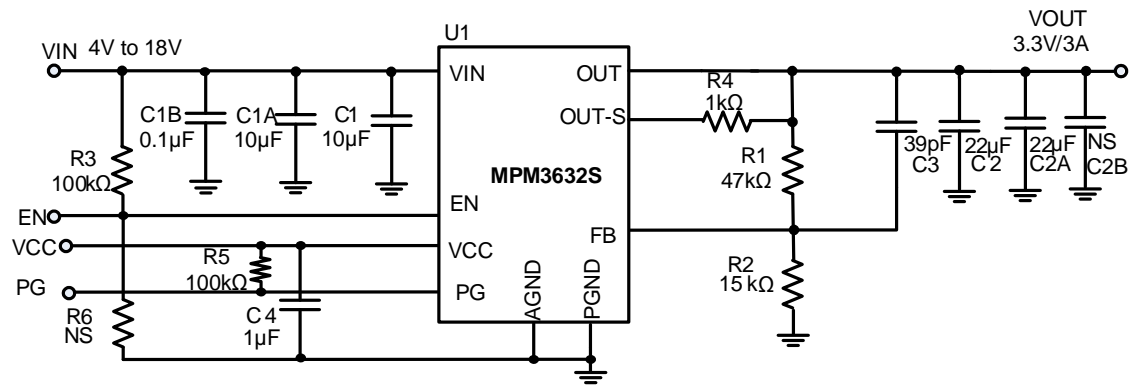 U1
VOUT
3.3V/3A
VIN 4V to 18V
VIN
OUT
R4
1kΩ
OUT-S
C1B
0.1µF
C1A
10µF
C1
10µF
39pF
C3
22µF
C2
22µF
C2A
NS
C2B
R3
100kΩ
R1
47kΩ
MPM3632S
EN
EN
FB
VCC
VCC
R5
100kΩ
R2
15kΩ
PG
PG
AGND
PGND
R6
NS
C4
1µF